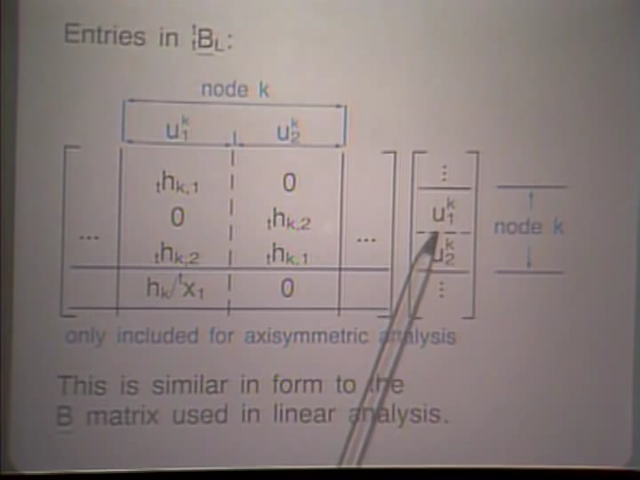 Entries in ᵗₜB_L:
node k
u₁ᵏ u₂ᵏ
ₜhₖ,₁ 0 ⋮
0 ₜhₖ,₂ u₁ᵏ node k
... ₜhₖ,₂ ₜhₖ,₁ ... u₂ᵏ
hₖ/ᵗx₁ 0 ⋮
only included for axisymmetric analysis
This is similar in form to the
B matrix used in linear analysis.